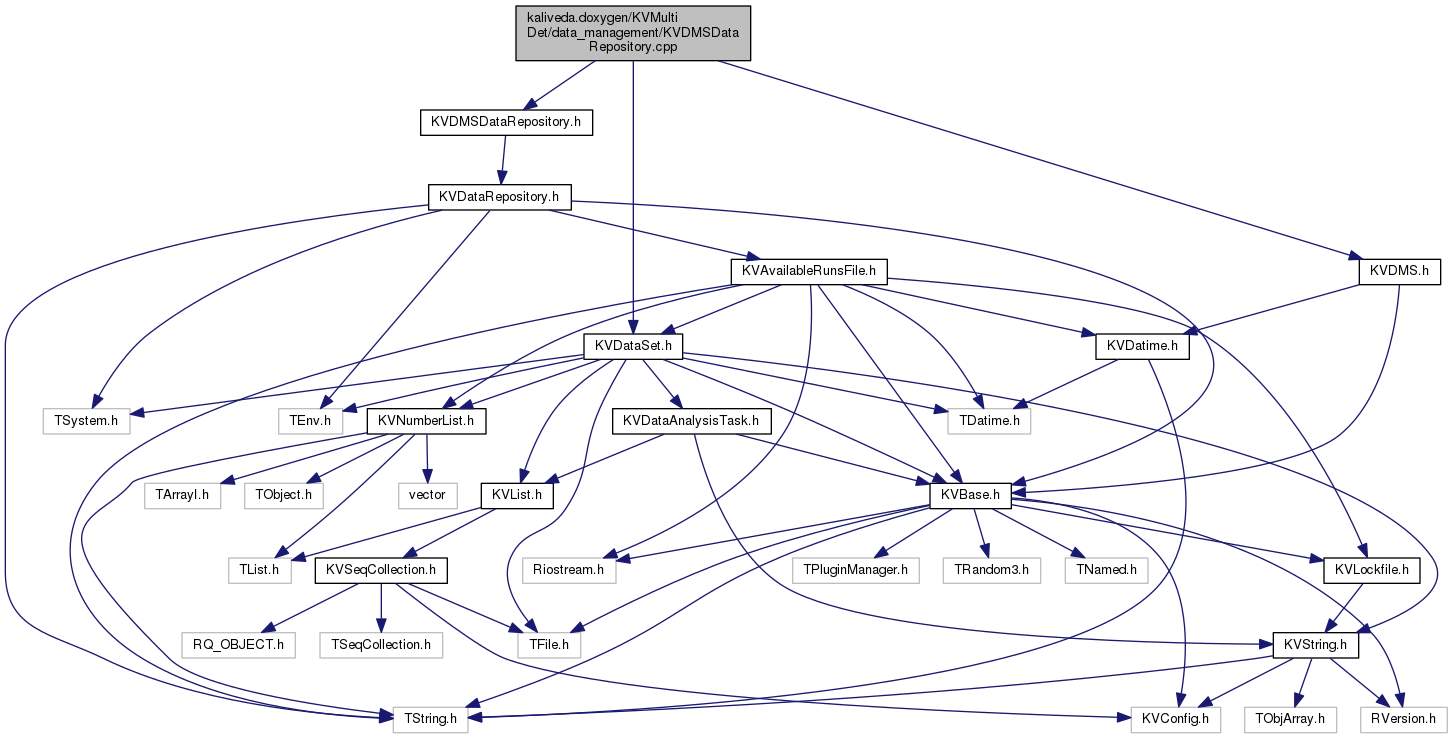 kaliveda.doxygen/KVMulti
Det/data_management/KVDMSData
Repository.cpp
KVDMSDataRepository.h
KVDataRepository.h
KVAvailableRunsFile.h
KVDMS.h
KVDataSet.h
KVDatime.h
TSystem.h
TEnv.h
KVNumberList.h
KVDataAnalysisTask.h
TDatime.h
TArrayI.h
TObject.h
vector
KVList.h
KVBase.h
TList.h
KVSeqCollection.h
Riostream.h
TPluginManager.h
TRandom3.h
TNamed.h
KVLockfile.h
RQ_OBJECT.h
TSeqCollection.h
TFile.h
KVString.h
TString.h
KVConfig.h
TObjArray.h
RVersion.h